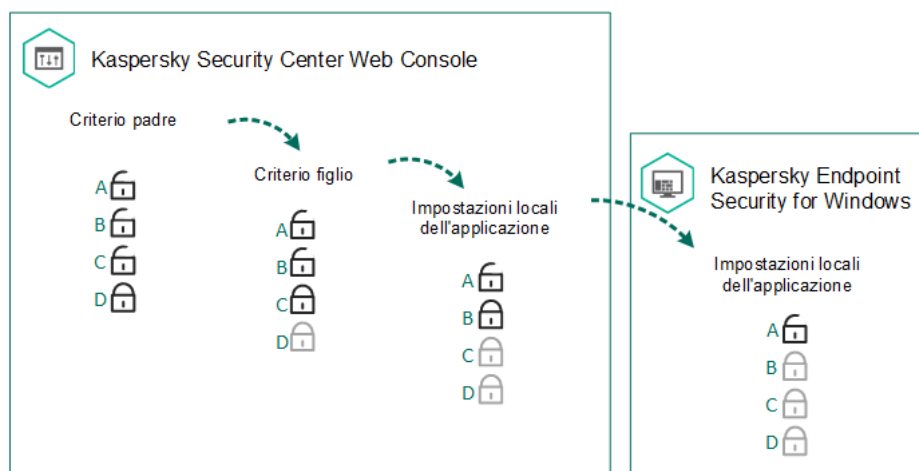 Kaspersky Security Center Web Console
Criterio padre
A
B
C
D
Criterio figlio
A
B
C
D
Impostazioni locali
dell'applicazione
A
B
C
D
Kaspersky Endpoint
Security for Windows
Impostazioni locali
dell'applicazione
A
B
C
D